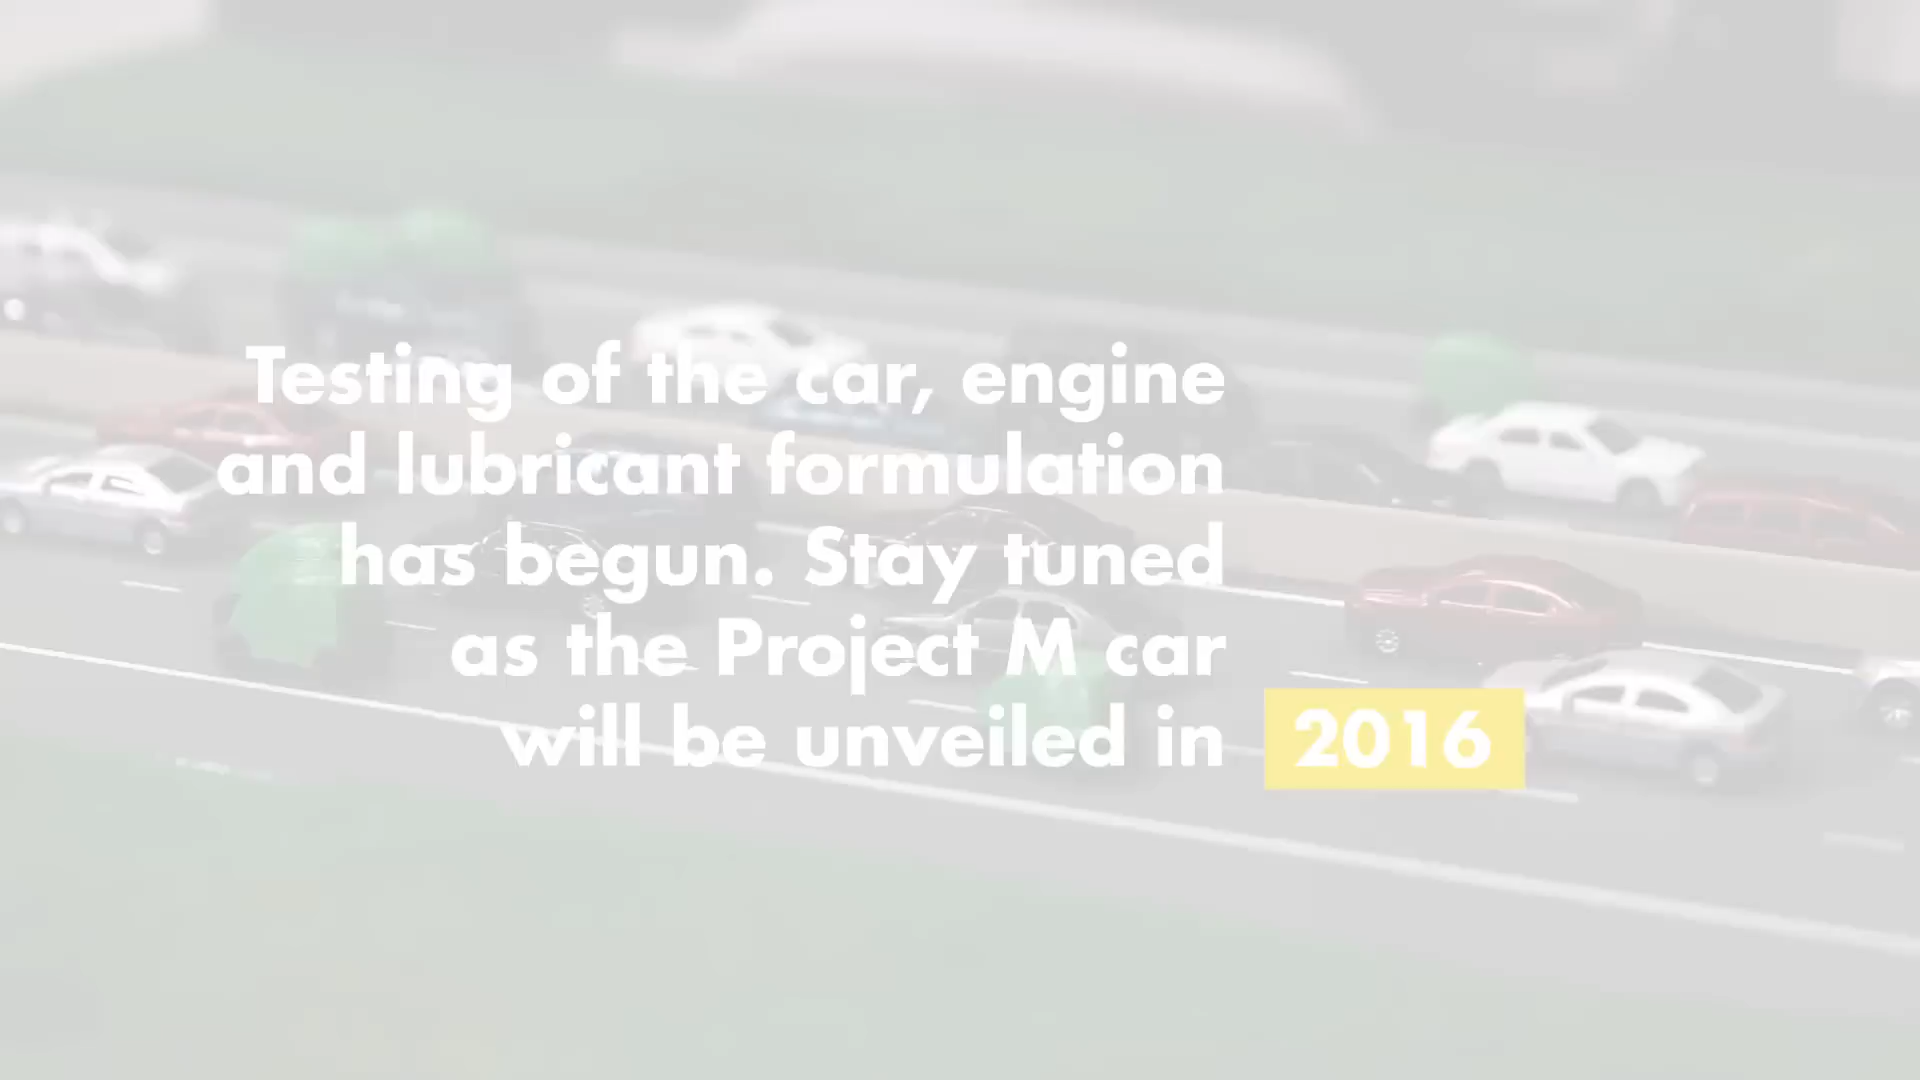 Testing of the car, engine
and lubricant formulation
has begun. Stay tuned
as the Project M car
will be unveiled in 2016